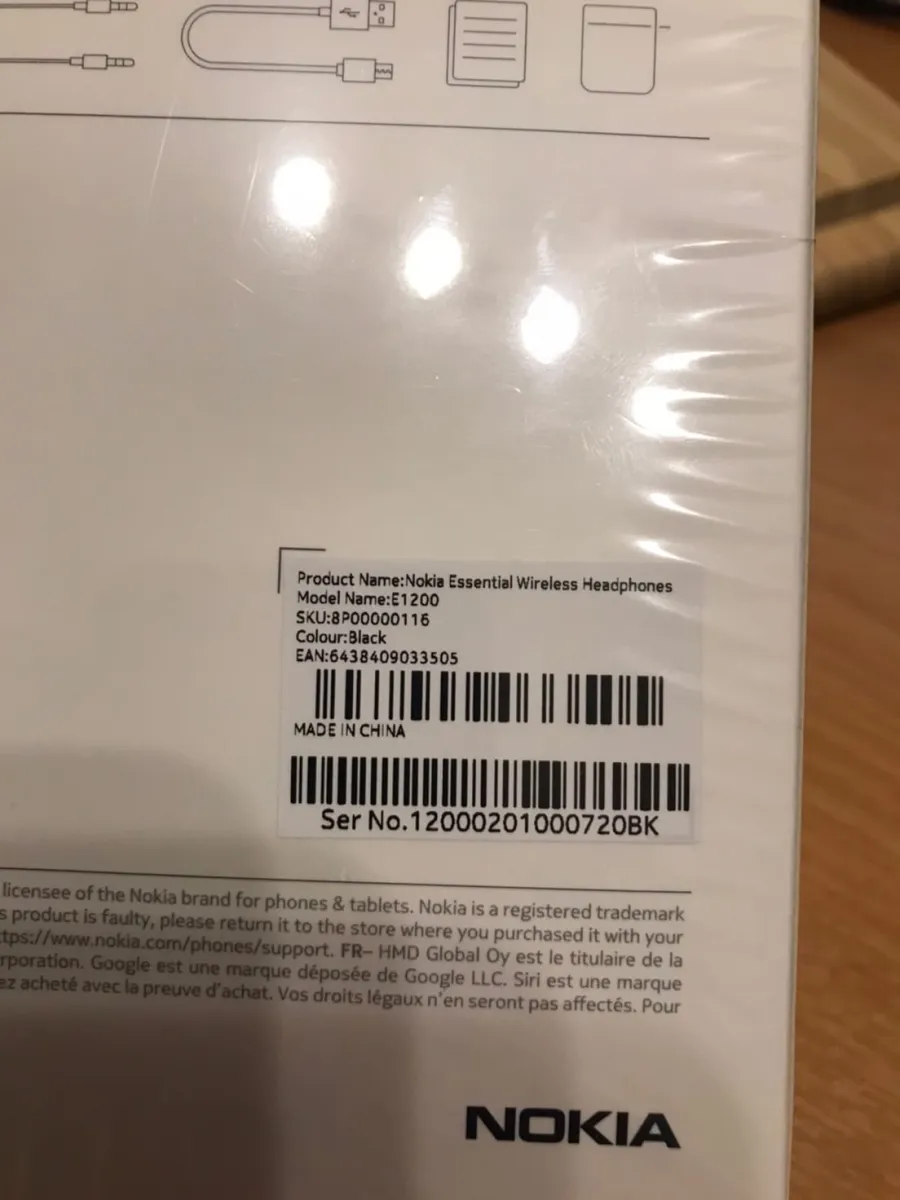 Product Name:Nokia Essential Wireless Headphones
Model Name:E1200
SKU:8P00000116
Colour:Black
EAN:6438409033505
MADE IN CHINA
Ser No.12000201000720BK
licensee of the Nokia brand for phones & tablets. Nokia is a registered trademark
s product is faulty, please return it to the store where you purchased it with your
ttps://www.nokia.com/phones/support. FR– HMD Global Oy est le titulaire de la
rporation. Google est une marque déposée de Google LLC. Siri est une marque
ez acheté avec la preuve d'achat. Vos droits légaux n'en seront pas affectés. Pour
NOKIA